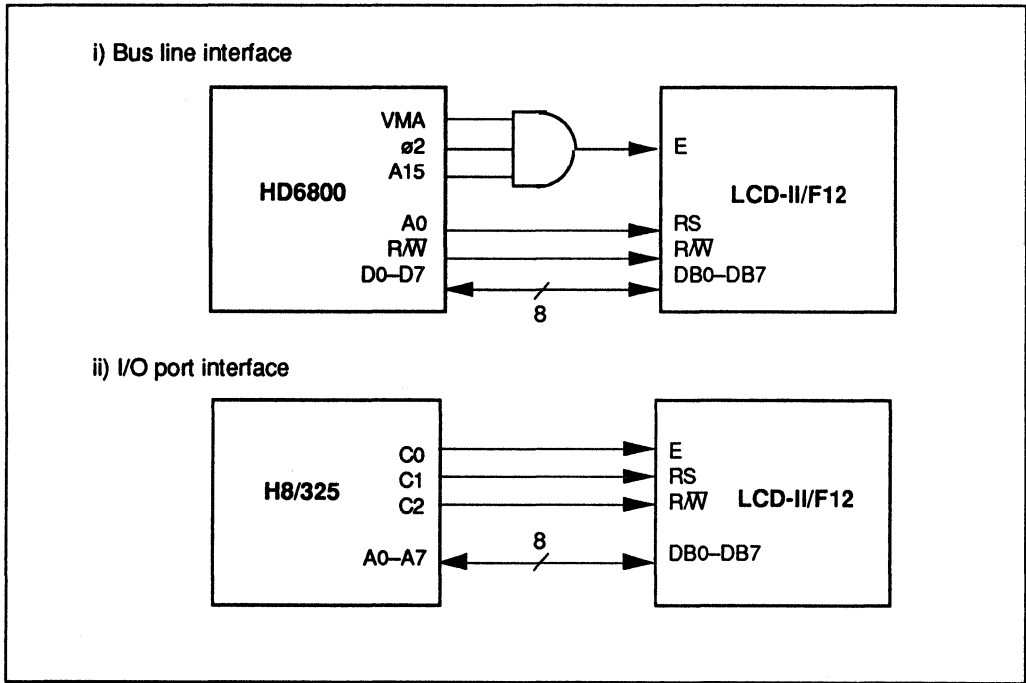 i) Bus line interface
VMA
ø2
A15
HD6800
A0
R/W̅
D0–D7
E
LCD-II/F12
RS
R/W̅
DB0–DB7
8
ii) I/O port interface
C0
C1
C2
H8/325
A0–A7
8
E
RS
R/W̅
LCD-II/F12
DB0–DB7